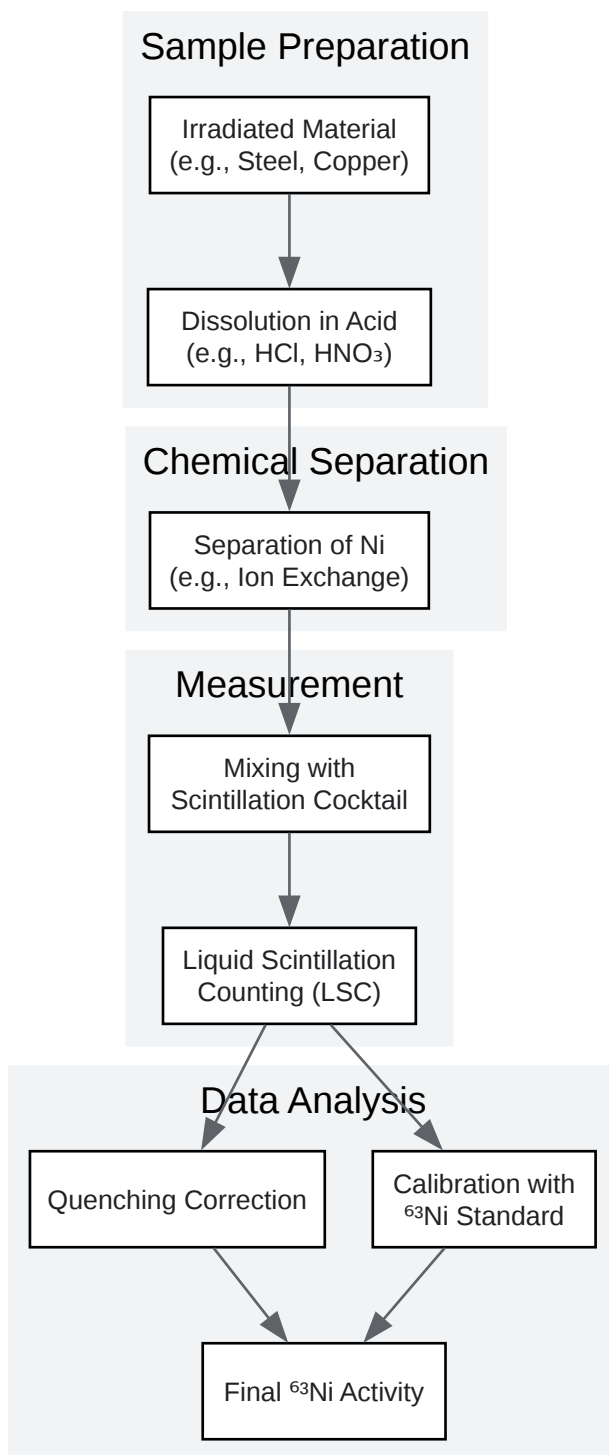 Sample Preparation
Irradiated Material
(e.g., Steel, Copper)
Dissolution in Acid
(e.g., HCl, HNO₃)
Chemical Separation
Separation of Ni
(e.g., Ion Exchange)
Measurement
Mixing with
Scintillation Cocktail
Liquid Scintillation
Counting (LSC)
Data Analysis
Quenching Correction
Calibration with
⁶³Ni Standard
Final ⁶³Ni Activity